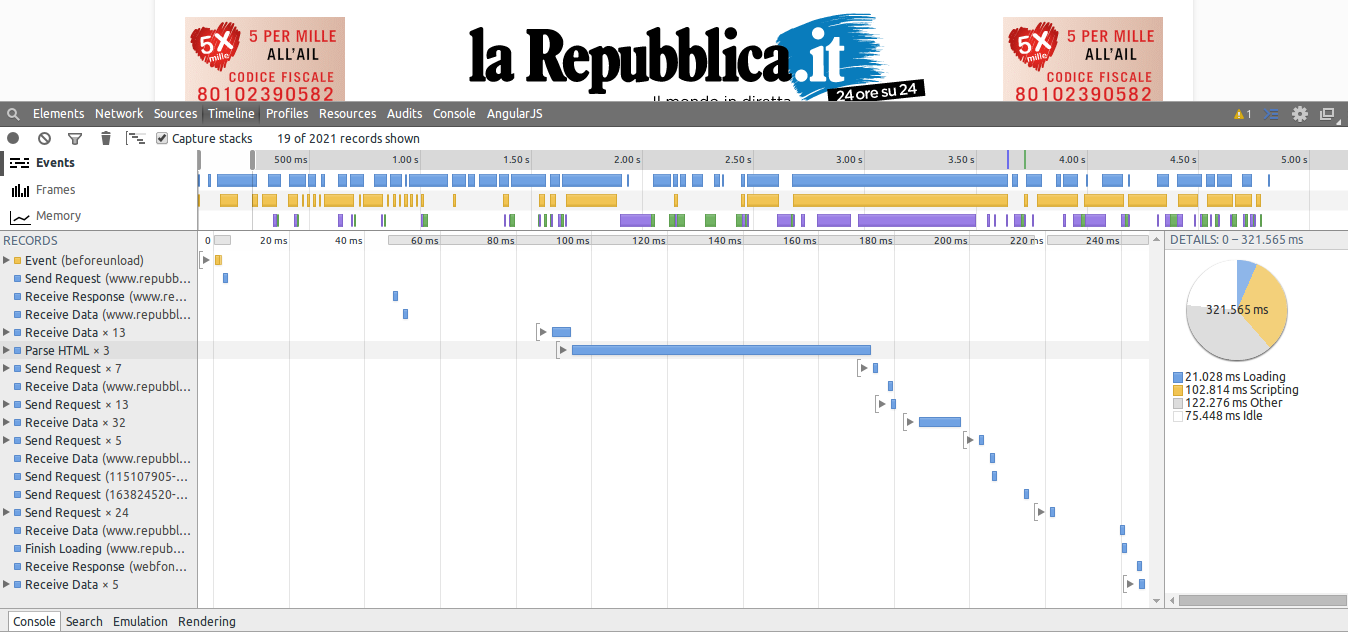 5X mille
5 PER MILLE
ALL'AIL
CODICE FISCALE
80102390582
la Repubblica.it
24 ore su 24
Il mondo in diretta
5X mille
5 PER MILLE
ALL'AIL
CODICE FISCALE
80102390582
Elements Network Sources Timeline Profiles Resources Audits Console AngularJS 1
Capture stacks 19 of 2021 records shown
Events 500 ms 1.00 s 1.50 s 2.00 s 2.50 s 3.00 s 3.50 s 4.00 s 4.50 s 5.00 s
Frames
Memory
RECORDS 0 20 ms 40 ms 60 ms 80 ms 100 ms 120 ms 140 ms 160 ms 180 ms 200 ms 220 ms 240 ms DETAILS: 0 – 321.565 ms
Event (beforeunload)
Send Request (www.repubb...
Receive Response (www.re...
Receive Data (www.repubbl...
Receive Data × 13
Parse HTML × 3
Send Request × 7
Receive Data (www.repubbl...
Send Request × 13
Receive Data × 32
Send Request × 5
Receive Data (www.repubbl...
Send Request (115107905-...
Send Request (163824520-...
Send Request × 24
Receive Data (www.repubbl...
Finish Loading (www.repub...
Receive Response (webfon...
Receive Data × 5
321.565 ms
21.028 ms Loading
102.814 ms Scripting
122.276 ms Other
75.448 ms Idle
Console Search Emulation Rendering